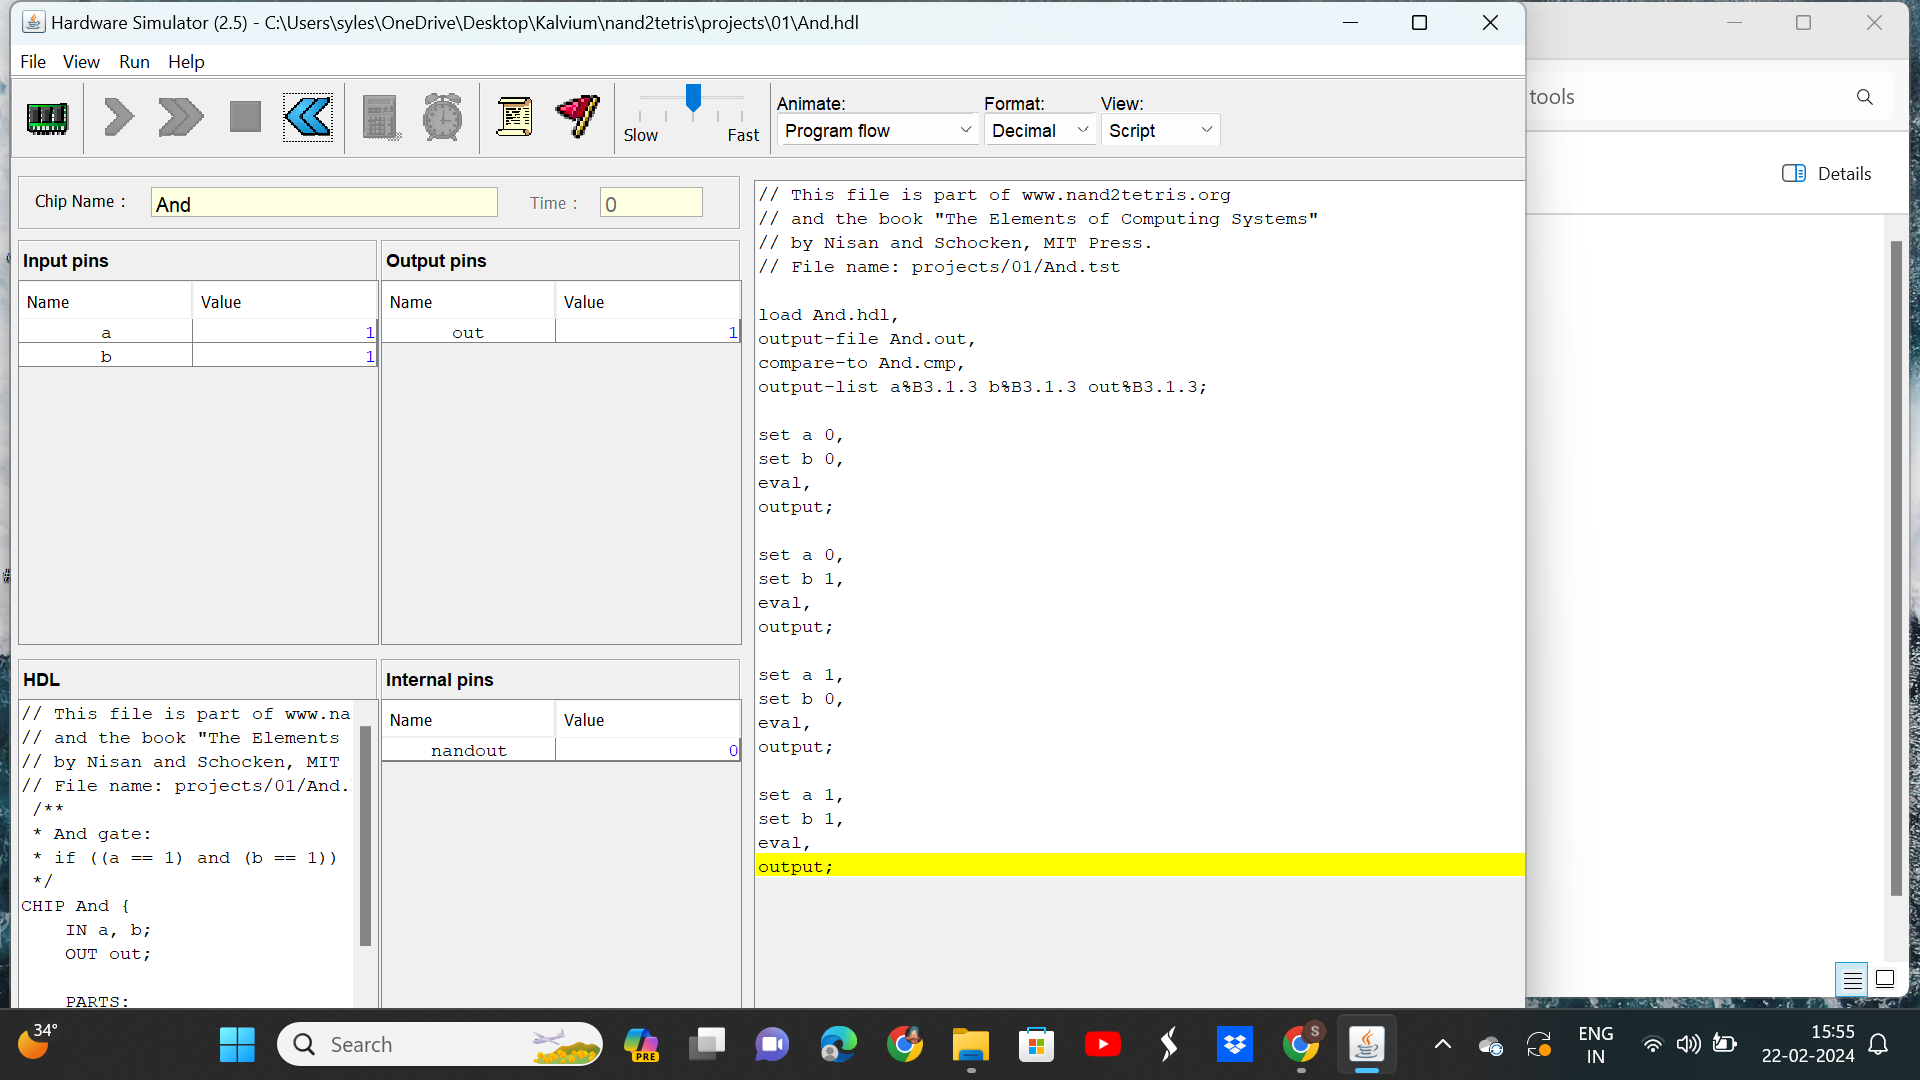 Hardware Simulator (2.5) - C:\Users\syles\OneDrive\Desktop\Kalvium\nand2tetris\projects\01\And.hdl
File View Run Help
tools
Slow Fast
Animate:
Program flow
Format:
Decimal
View:
Script
Details
Chip Name :
And
Time :
0
Input pins
Name Value
a 1
b 1
Output pins
Name Value
out 1
HDL
// This file is part of www.na
// and the book "The Elements
// by Nisan and Schocken, MIT
// File name: projects/01/And.
/**
* And gate:
* if ((a == 1) and (b == 1))
*/
CHIP And {
IN a, b;
OUT out;
PARTS:
Internal pins
Name Value
nandout 0
// This file is part of www.nand2tetris.org
// and the book "The Elements of Computing Systems"
// by Nisan and Schocken, MIT Press.
// File name: projects/01/And.tst
load And.hdl,
output-file And.out,
compare-to And.cmp,
output-list a%B3.1.3 b%B3.1.3 out%B3.1.3;
set a 0,
set b 0,
eval,
output;
set a 0,
set b 1,
eval,
output;
set a 1,
set b 0,
eval,
output;
set a 1,
set b 1,
eval,
output;
34°
Search
PRE
S
ENG
IN
15:55
22-02-2024